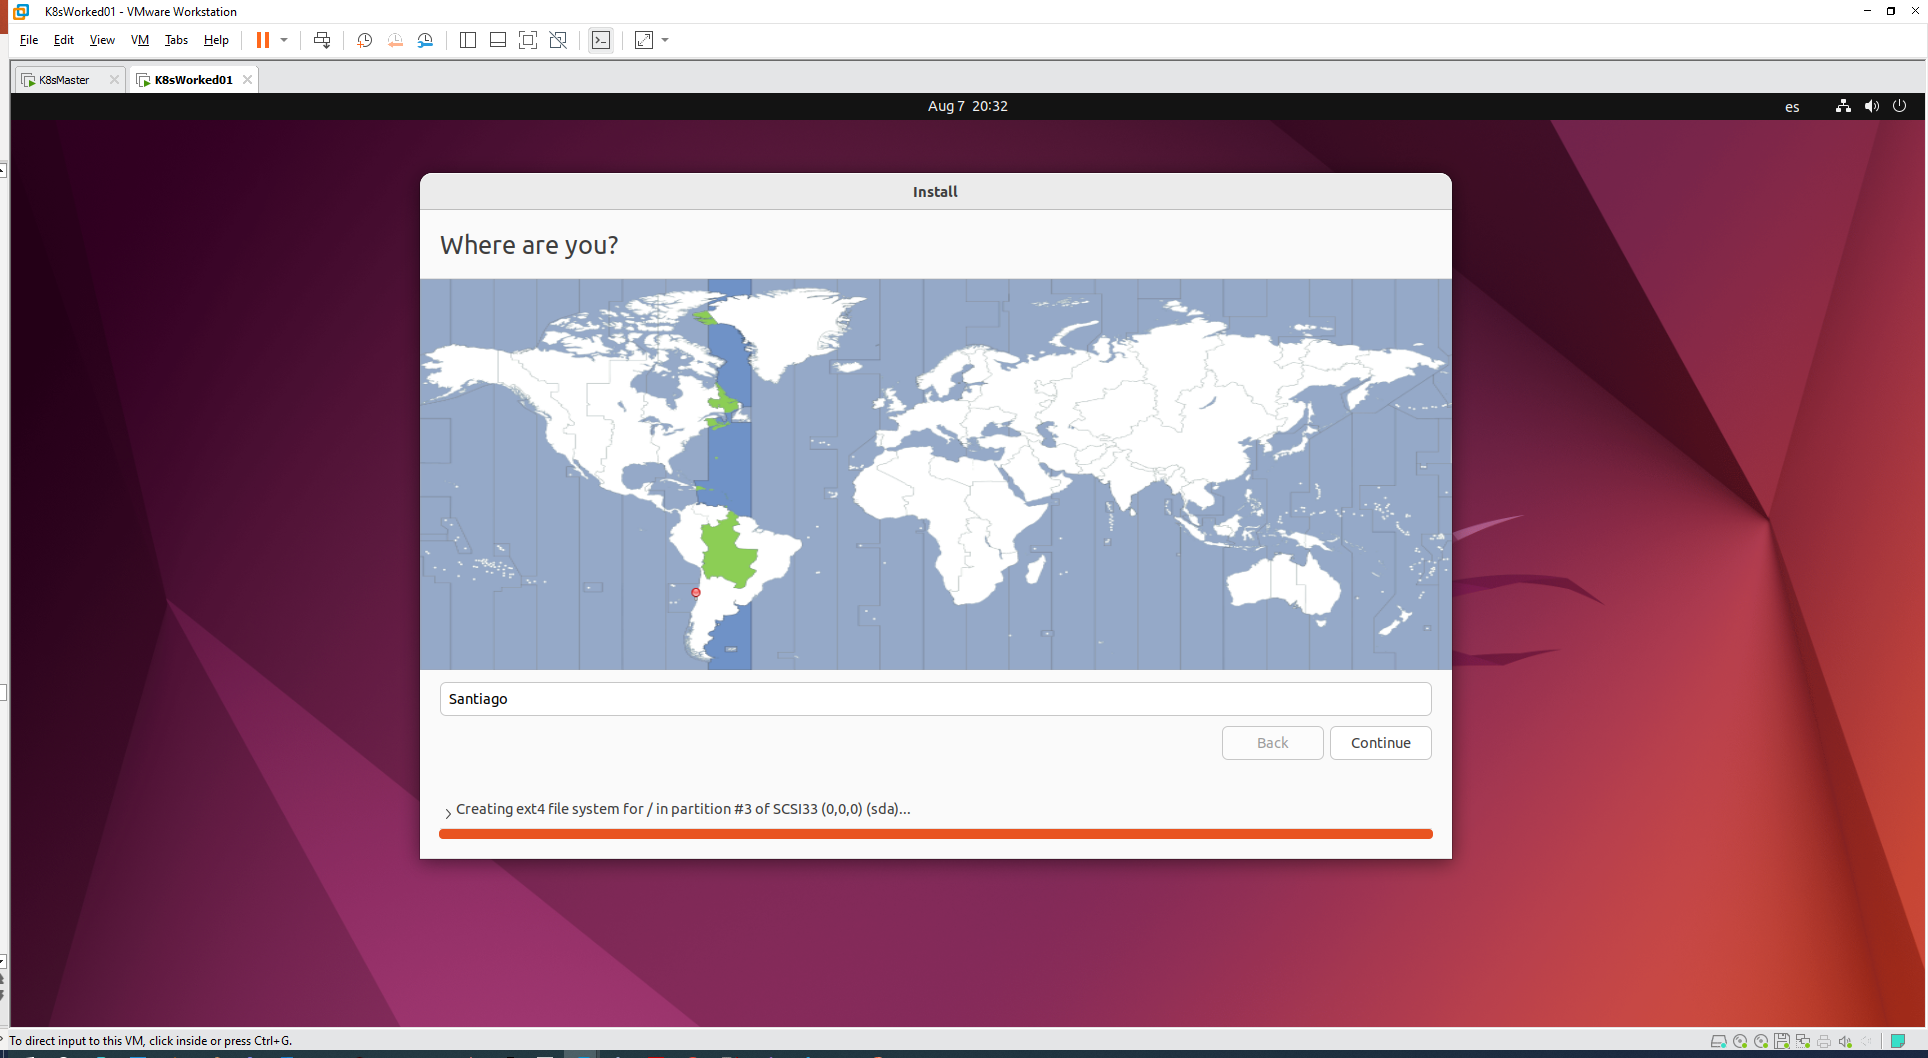 K8sWorked01 - VMware Workstation
File Edit View VM Tabs Help
K8sMaster K8sWorked01
Aug 7 20:32 es
Install
Where are you?
Santiago
Back Continue
Creating ext4 file system for / in partition #3 of SCSI33 (0,0,0) (sda)...
To direct input to this VM, click inside or press Ctrl+G.